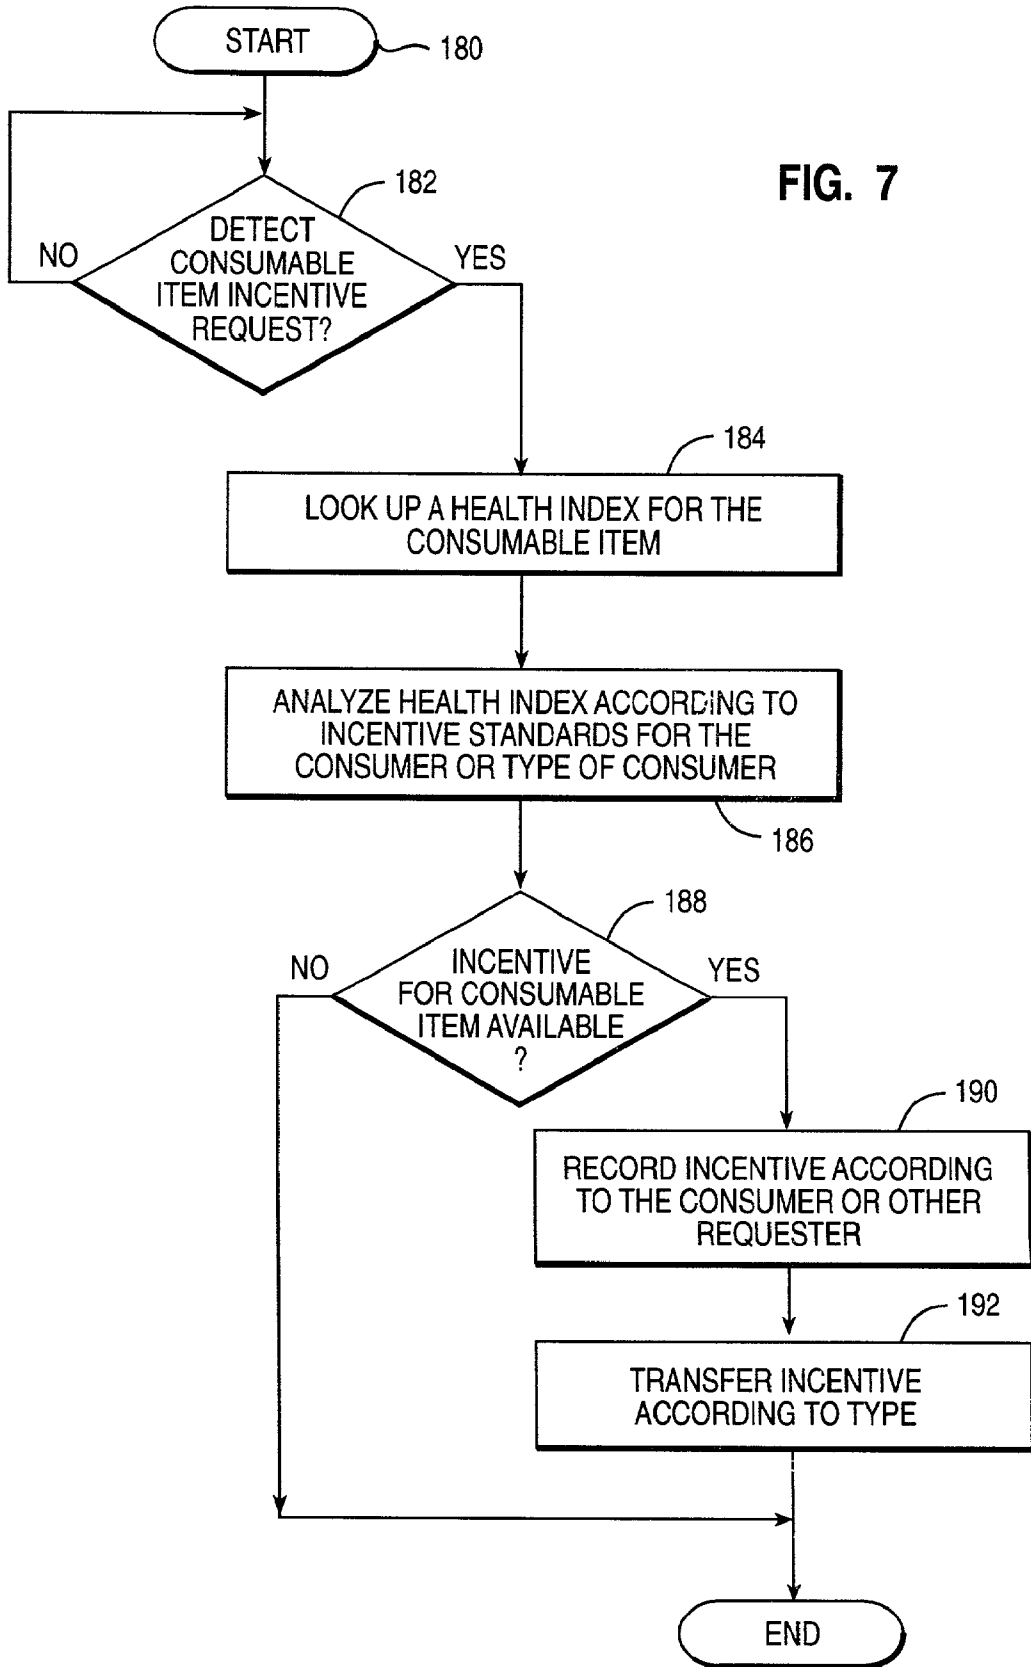 START
180
FIG. 7
182
DETECT
CONSUMABLE
ITEM INCENTIVE
REQUEST?
NO
YES
184
LOOK UP A HEALTH INDEX FOR THE
CONSUMABLE ITEM
ANALYZE HEALTH INDEX ACCORDING TO
INCENTIVE STANDARDS FOR THE
CONSUMER OR TYPE OF CONSUMER
186
188
INCENTIVE
FOR CONSUMABLE
ITEM AVAILABLE
?
NO
YES
190
RECORD INCENTIVE ACCORDING
TO THE CONSUMER OR OTHER
REQUESTER
192
TRANSFER INCENTIVE
ACCORDING TO TYPE
END